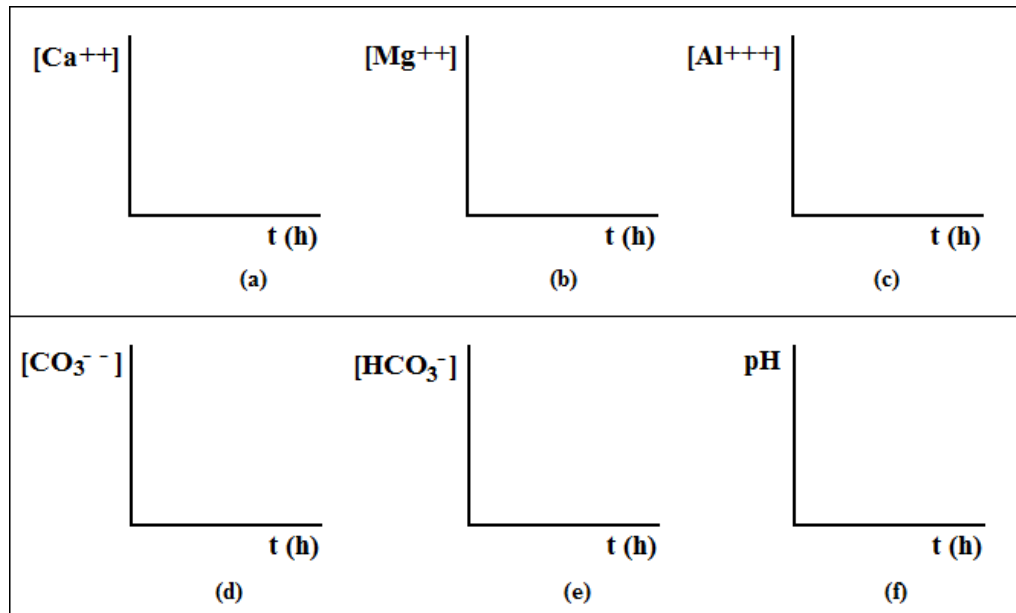 [Ca++] [Mg++] [Al+++]
t (h) t (h) t (h)
(a) (b) (c)
[CO₃⁻ ⁻] [HCO₃⁻] pH
t (h) t (h) t (h)
(d) (e) (f)